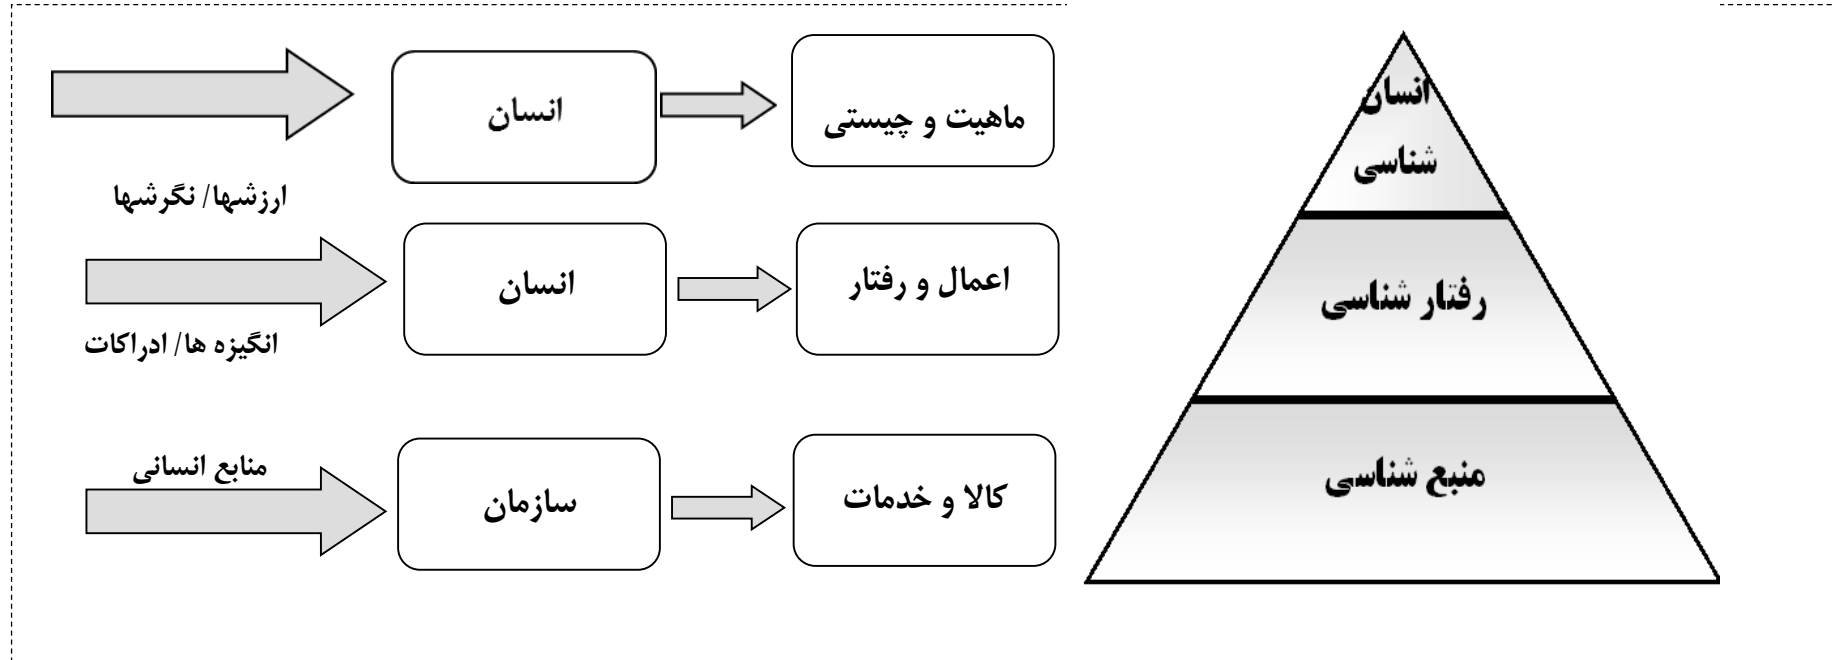 انسان
شناسی
ماهیت و چیستی
انسان
ارزشها/ نگرشها
رفتار شناسی
اعمال و رفتار
انسان
انگیزه ها/ ادراکات
منبع شناسی
کالا و خدمات
سازمان
منابع انسانی